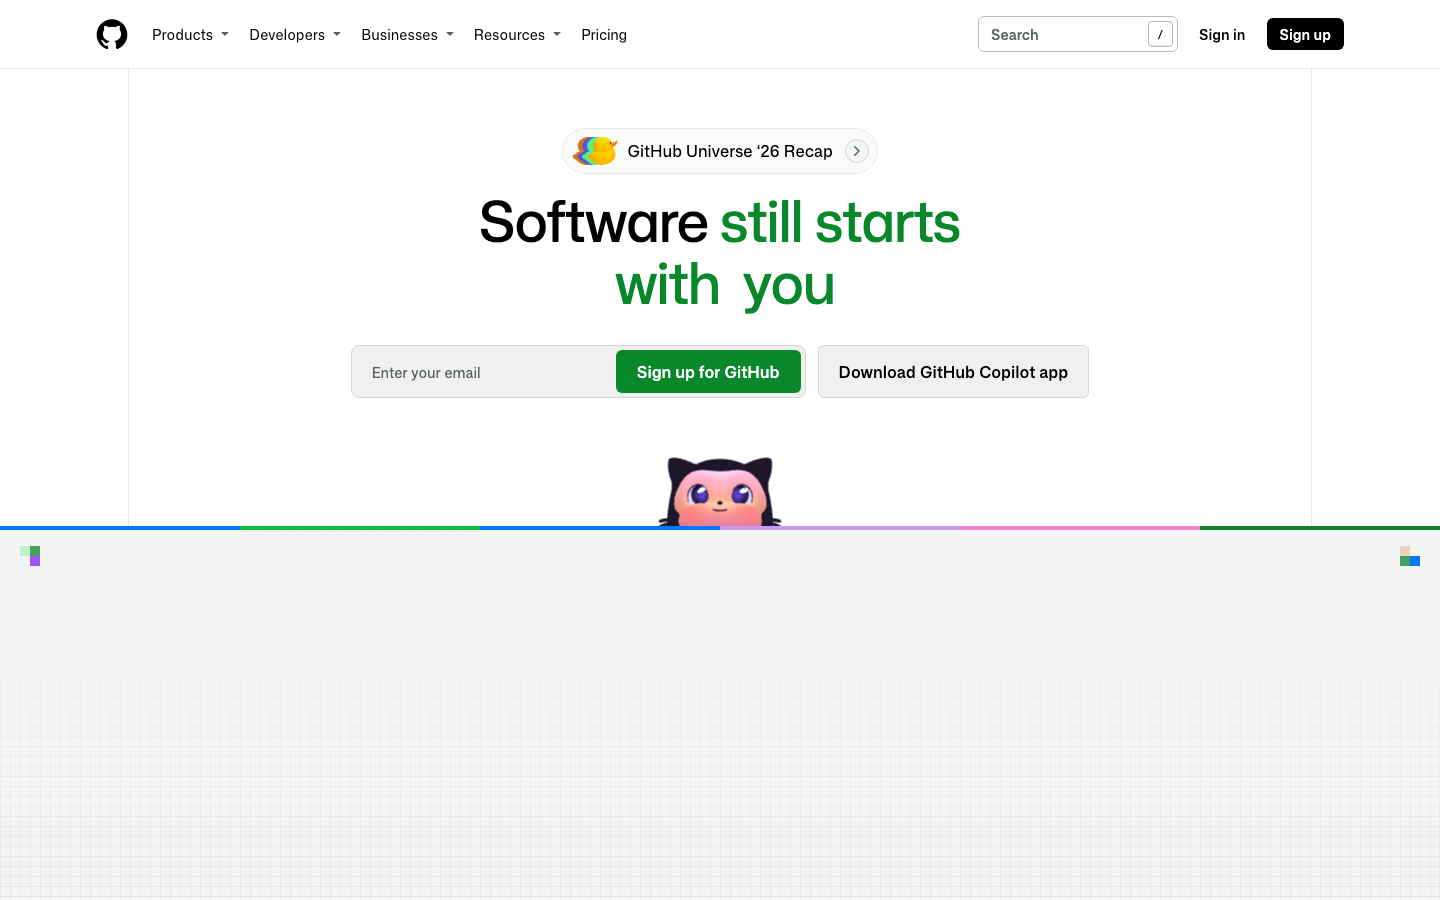 Products Developers Businesses Resources Pricing Search / Sign in Sign up
GitHub Universe ‘26 Recap
Software still starts
with you
Enter your email Sign up for GitHub Download GitHub Copilot app